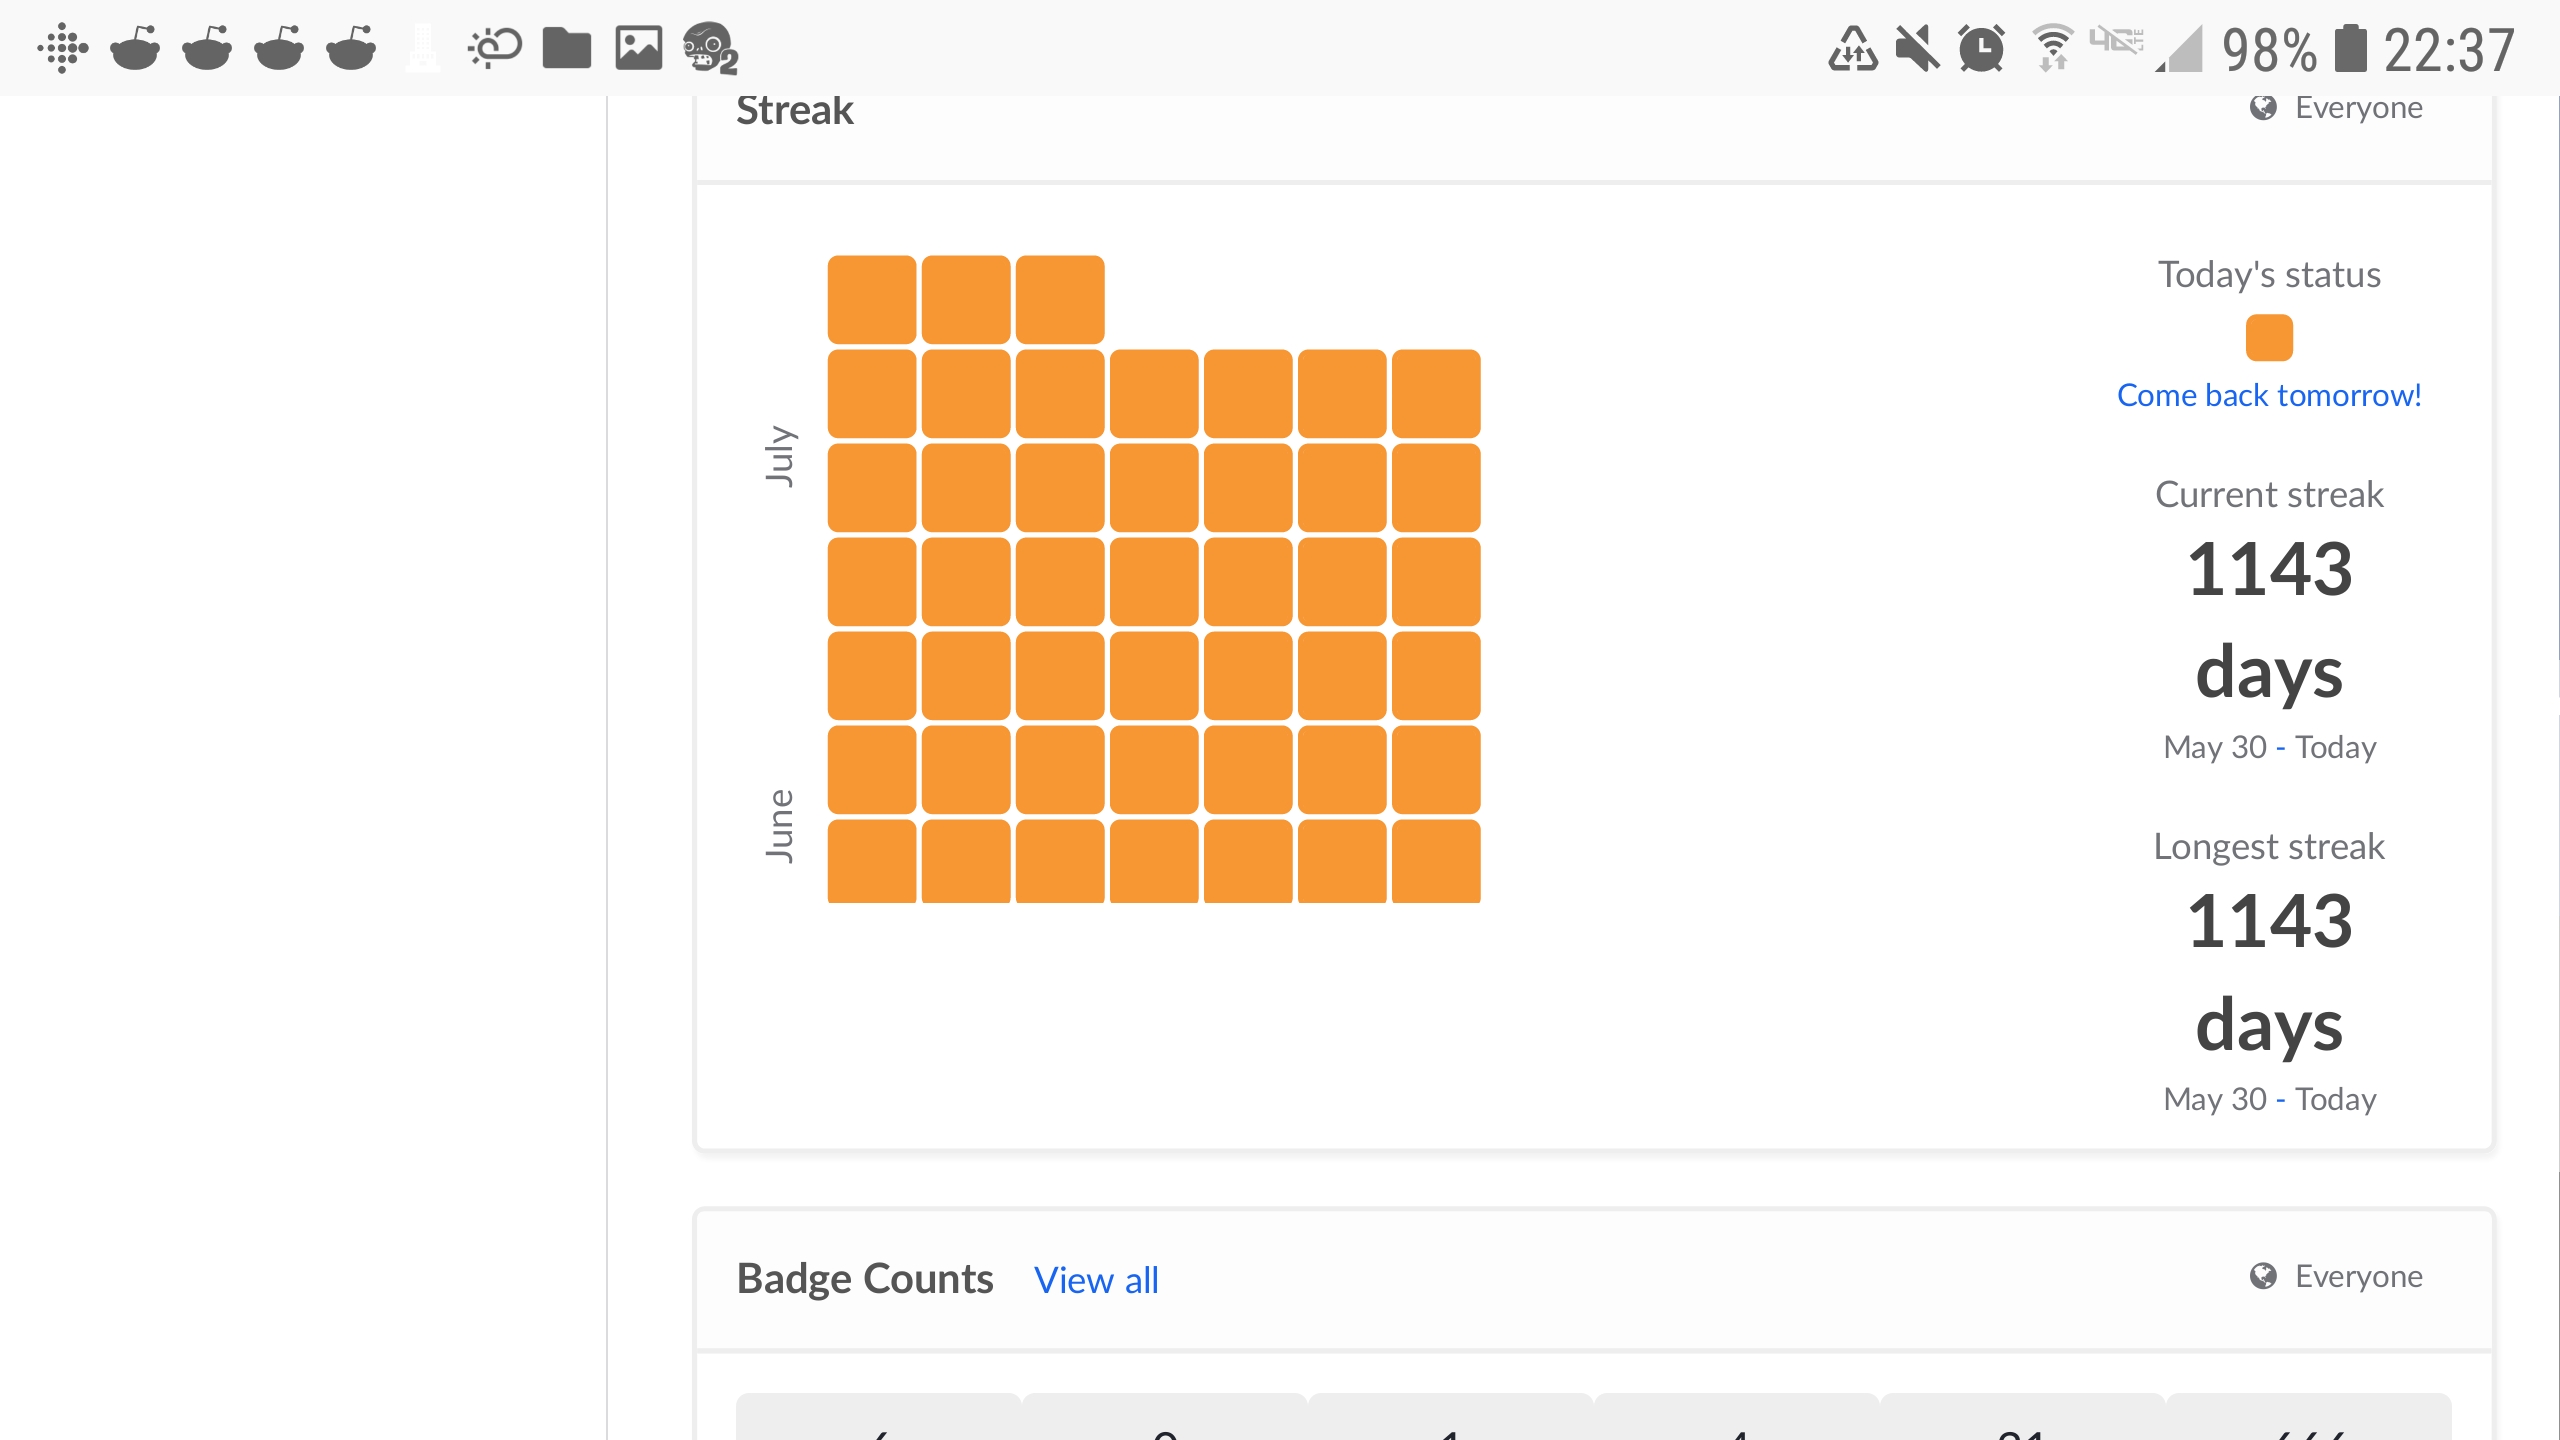 98% 22:37
Streak
Everyone
July
June
Today's status
Come back tomorrow!
Current streak
1143
days
May 30 - Today
Longest streak
1143
days
May 30 - Today
Badge Counts View all
Everyone